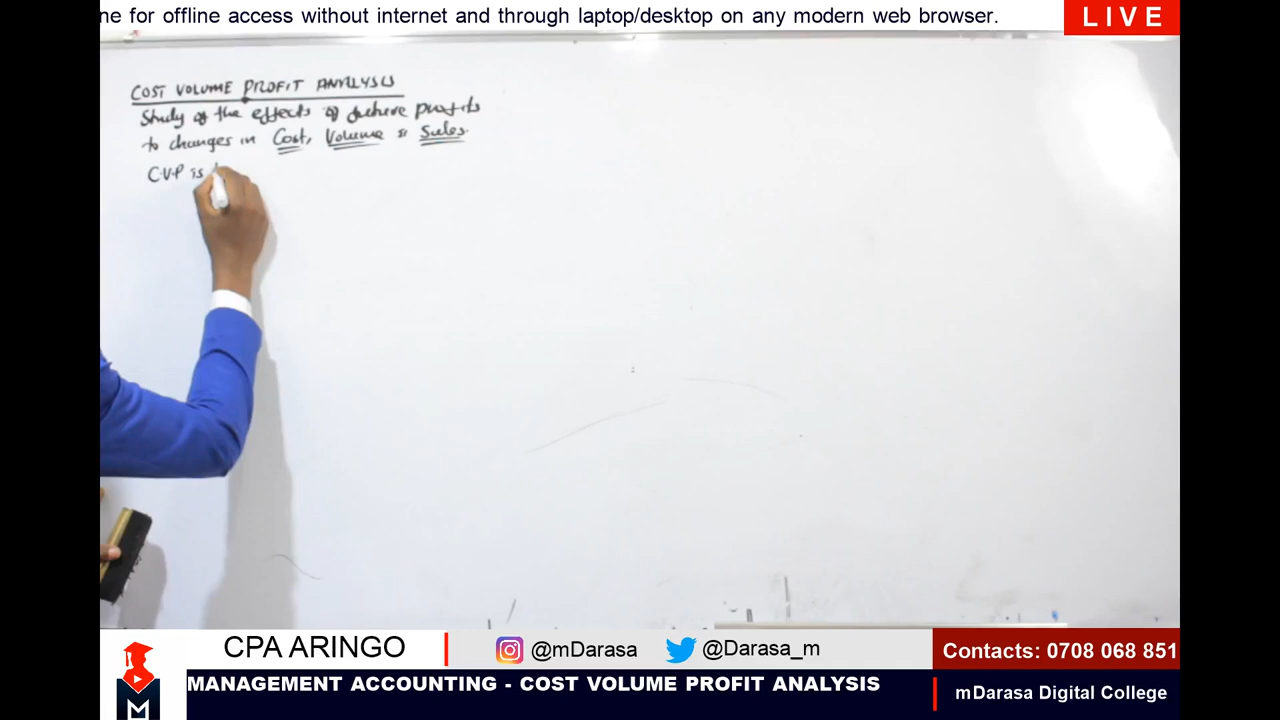 ne for offline access without internet and through laptop/desktop on any modern web browser.
LIVE
COST VOLUME PROFIT ANALYSIS
Study of the effects of future profits
to changes in Cost, Volume & Sales.
C.V.P is
CPA ARINGO
@mDarasa
@Darasa_m
Contacts: 0708 068 851
MANAGEMENT ACCOUNTING - COST VOLUME PROFIT ANALYSIS
mDarasa Digital College
M